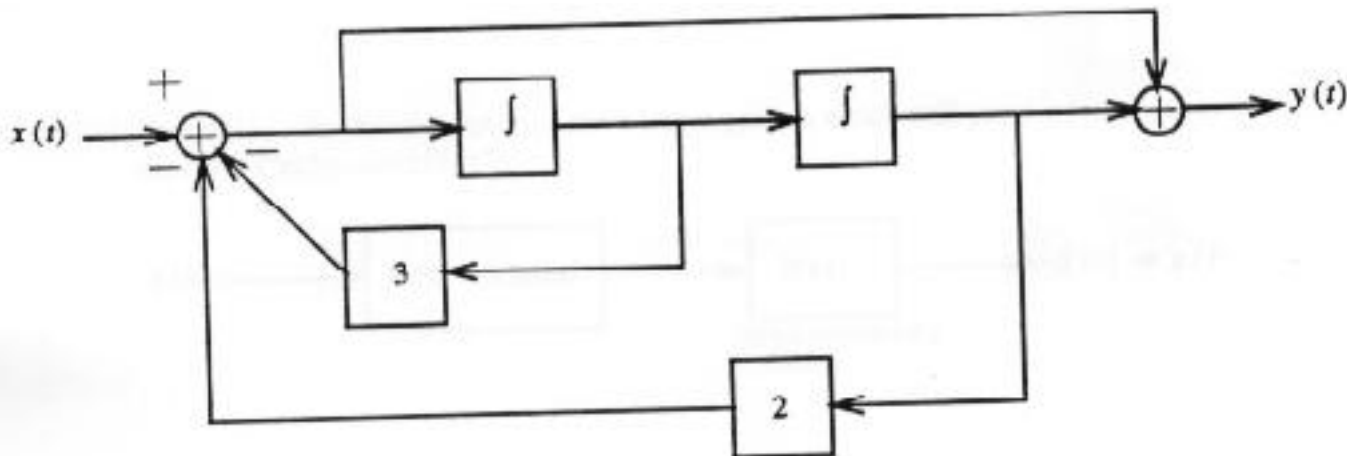 +
x(t) + − ∫ ∫ + y(t)
−
3
2